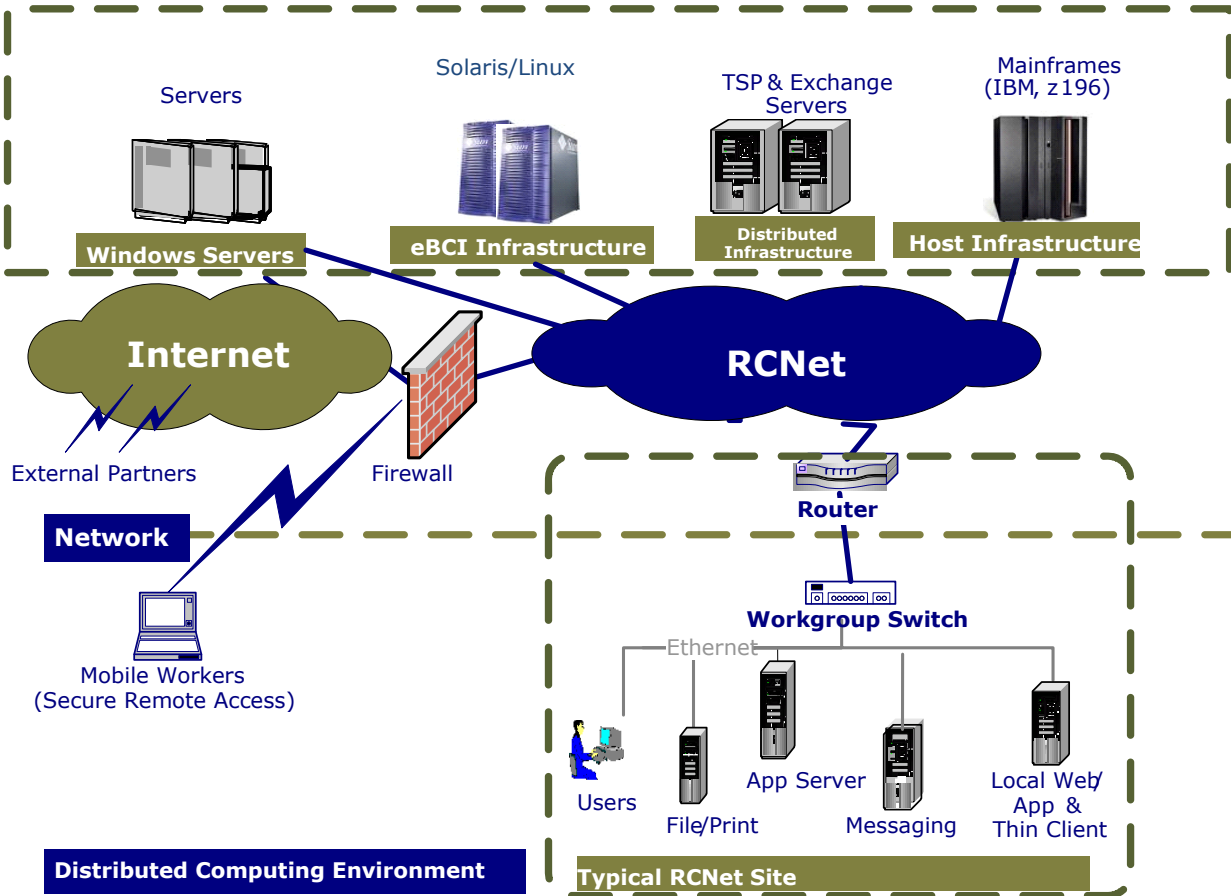 Servers
Solaris/Linux
TSP & Exchange
Servers
Mainframes
(IBM, z196)
Sun
Sun
Windows Servers
eBCI Infrastructure
Distributed
Infrastructure
Host Infrastructure
Internet
RCNet
External Partners
Firewall
Router
Network
Workgroup Switch
Ethernet
Mobile Workers
(Secure Remote Access)
Users
File/Print
App Server
Messaging
Local Web/
App &
Thin Client
Distributed Computing Environment
Typical RCNet Site